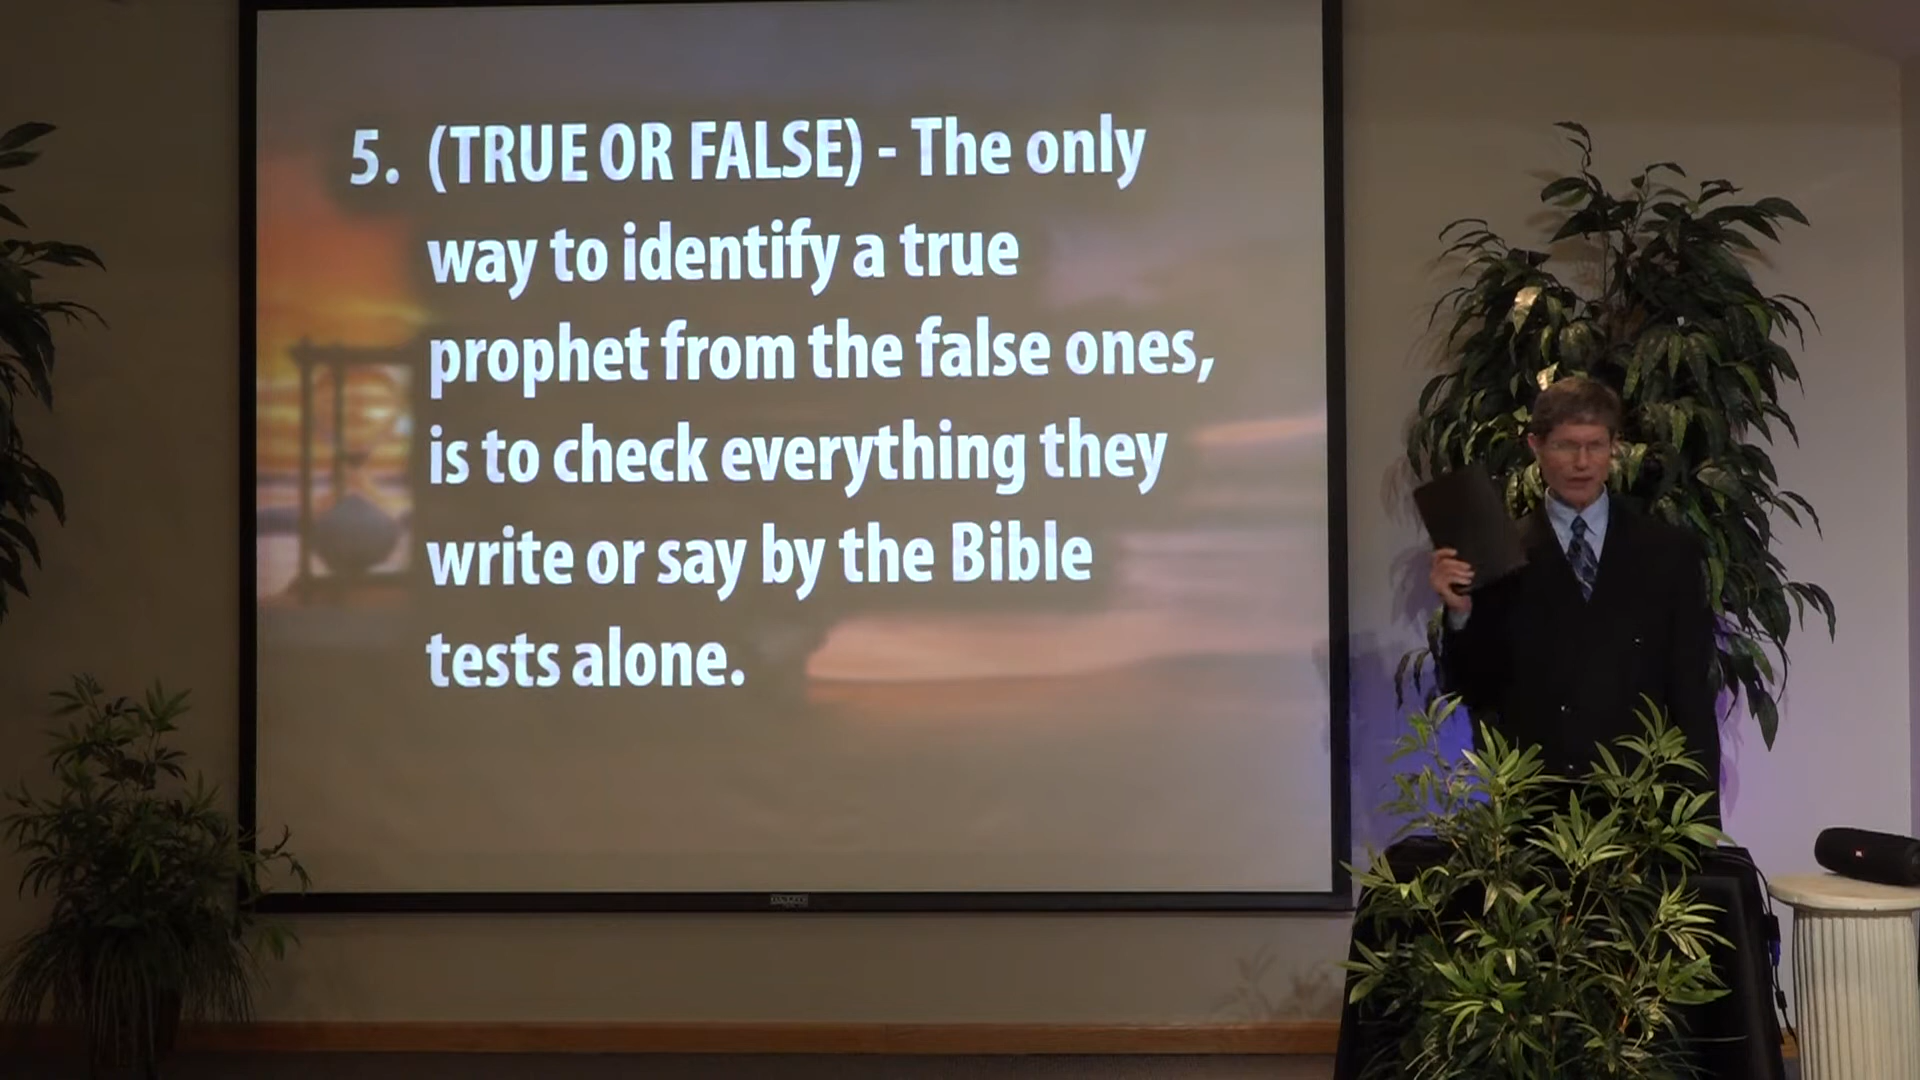 5. (TRUE OR FALSE) - The only
way to identify a true
prophet from the false ones,
is to check everything they
write or say by the Bible
tests alone.